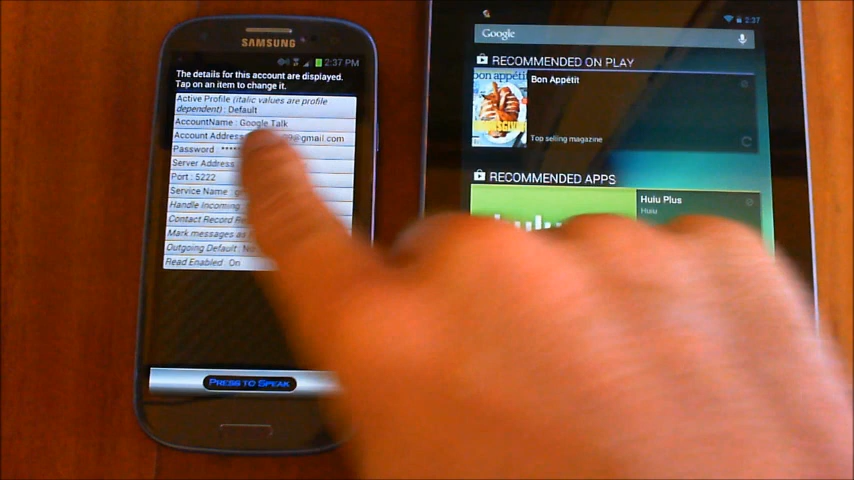 SAMSUNG
2:37 PM
The details for this account are displayed.
Tap on an item to change it.
Active Profile (italic values are profile
dependent) : Default
AccountName : Google Talk
Account Address @gmail.com
Password : ****
Server Address
Port : 5222
Service Name :
Handle Incoming :
Contact Record
Mark messages as
Outgoing Default : No
Read Enabled : On
PRESS TO SPEAK
2:37
Google
RECOMMENDED ON PLAY
bon appétit
Bon Appétit
Top selling magazine
RECOMMENDED APPS
Hulu Plus
Hulu